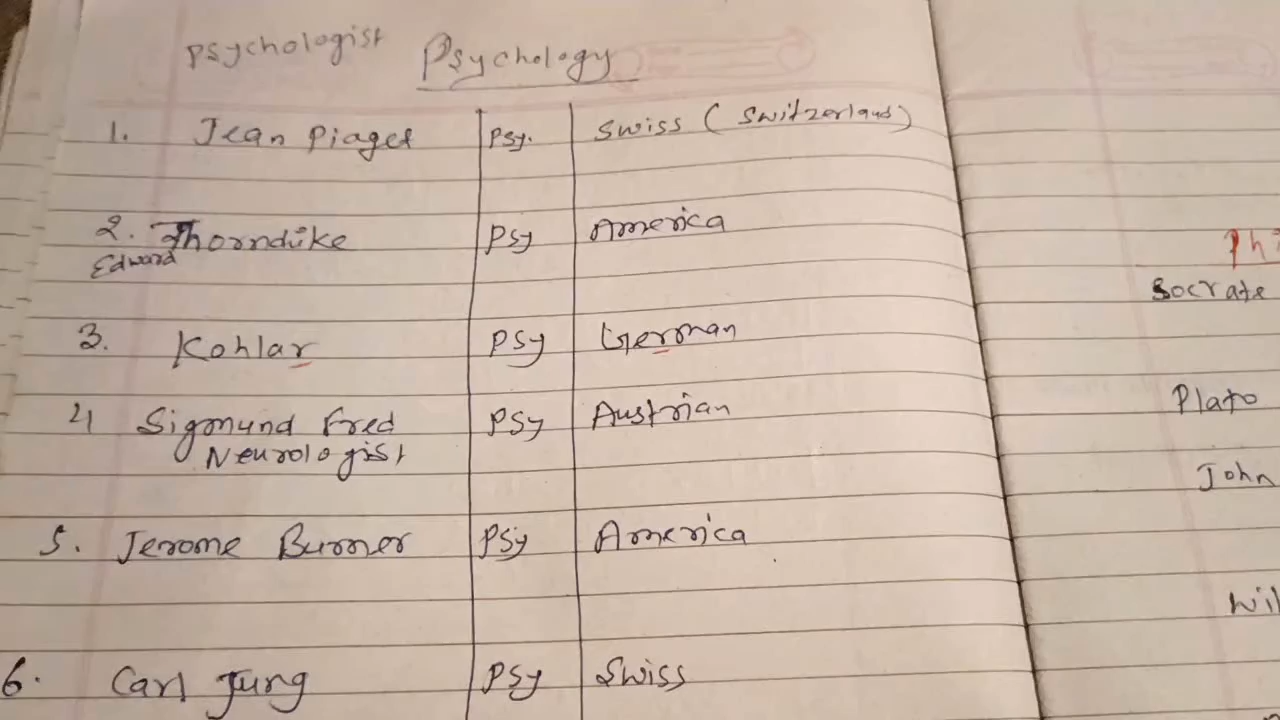 Psychologist Psychology
1. Jean Piaget Psy. Swiss (Switzerland)
2. Thorndike Psy America
Edward
3. Kohlar Psy German
4 Sigmund Fred Psy Austrian
Neurologist
5. Jerome Burner Psy America
6. Carl Jung Psy Swiss
Socrate
Plato
John